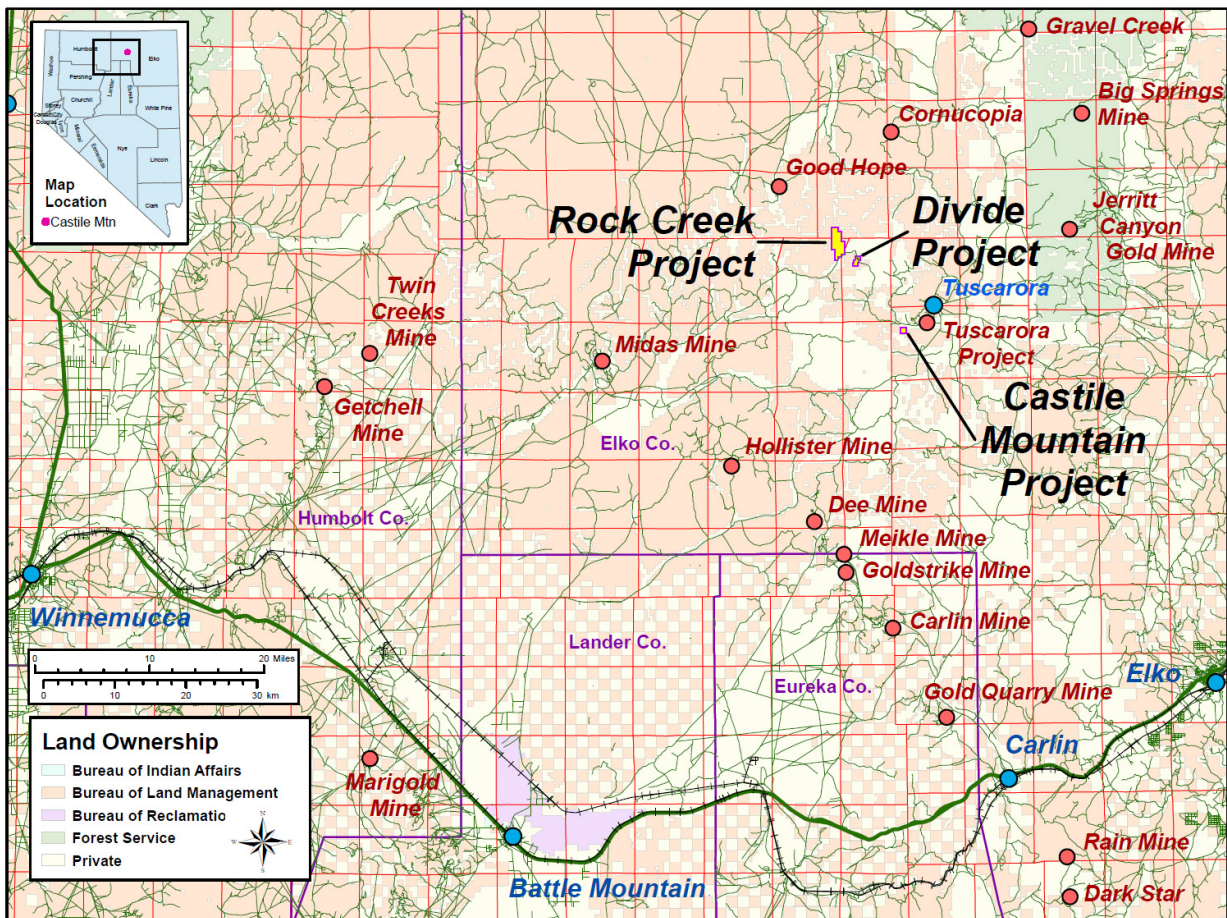 Humboldt
Elko
Washoe
Pershing
Lander
Eureka
Churchill
White Pine
Storey
Carson City
Douglas
Lyon
Mineral
Esmeralda
Nye
Lincoln
Clark
Map
Location
Castile Mtn
Gravel Creek
Big Springs
Mine
Cornucopia
Good Hope
Rock Creek
Project
Divide
Project
Jerritt
Canyon
Gold Mine
Tuscarora
Tuscarora
Project
Twin
Creeks
Mine
Midas Mine
Getchell
Mine
Castile
Mountain
Project
Elko Co.
Hollister Mine
Humbolt Co.
Dee Mine
Meikle Mine
Goldstrike Mine
Winnemucca
Carlin Mine
Lander Co.
Eureka Co.
Elko
Gold Quarry Mine
Carlin
0 10 20 Miles
0 10 20 30 km
Land Ownership
Bureau of Indian Affairs
Bureau of Land Management
Bureau of Reclamatio
Forest Service
Private
N
W E
S
Marigold
Mine
Battle Mountain
Rain Mine
Dark Star